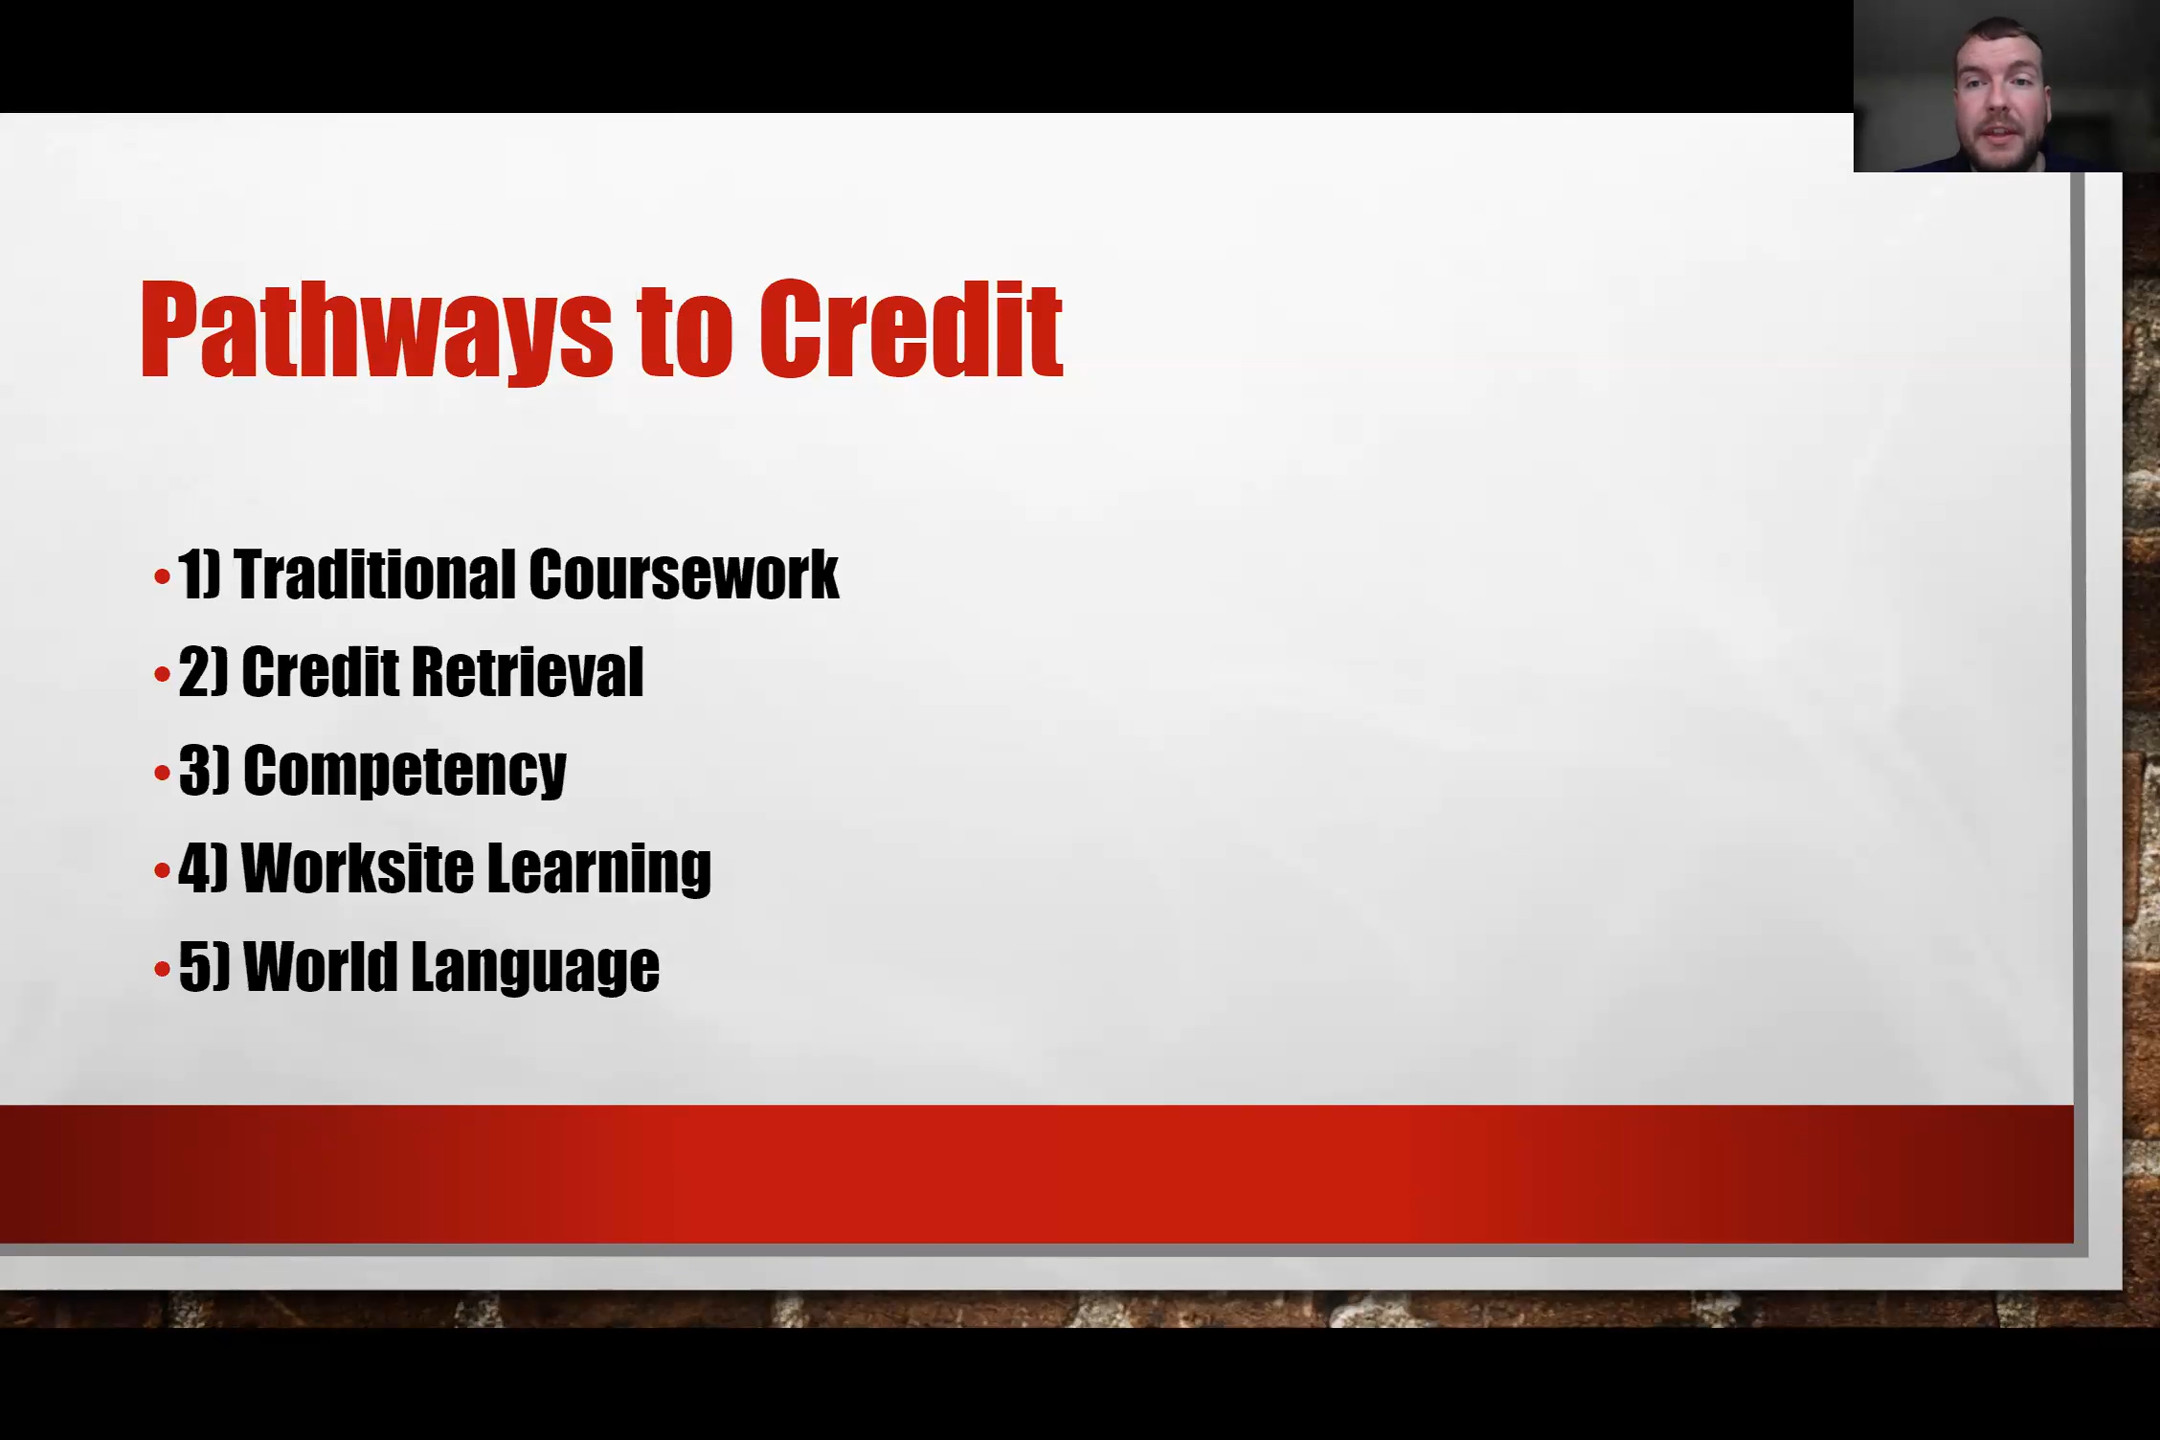 Pathways to Credit
•1) Traditional Coursework
•2) Credit Retrieval
•3) Competency
•4) Worksite Learning
•5) World Language